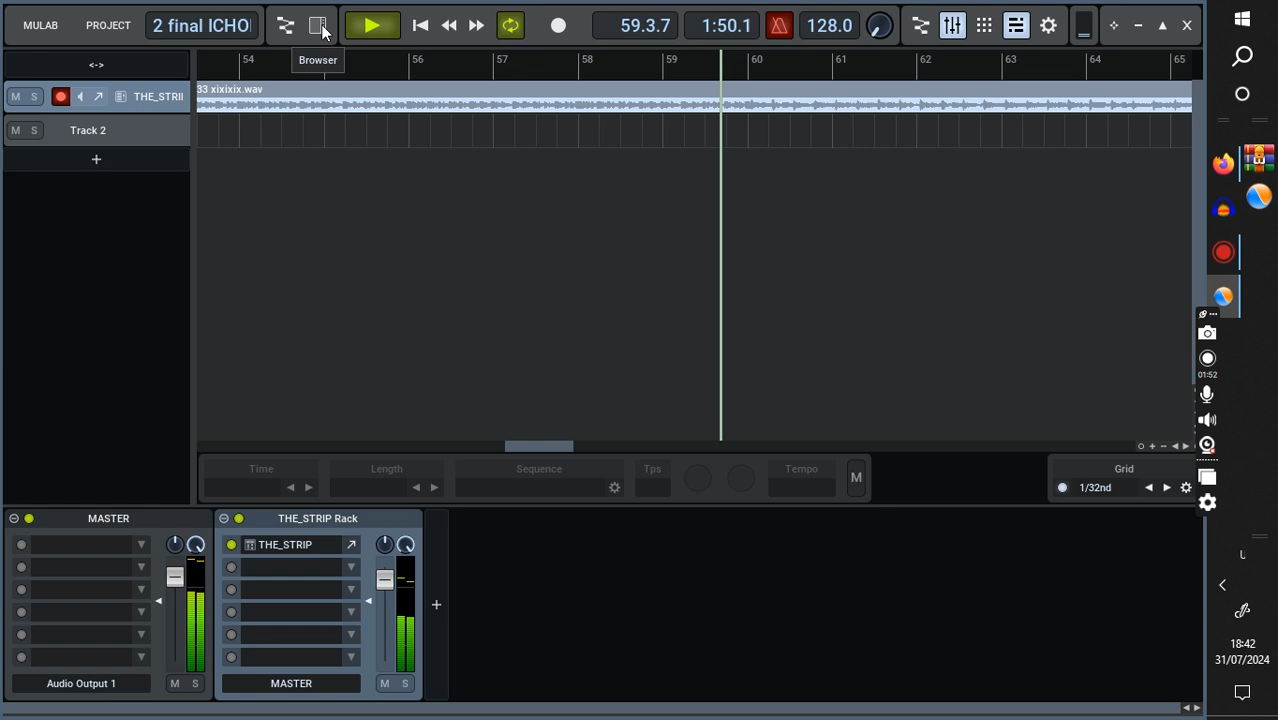 MULAB
PROJECT
2 final ICHO
59.3.7
1:50.1
128.0
Browser
<->
54
56
57
58
59
60
61
62
63
64
65
M S
THE_STRII
33 xixixix.wav
M S
Track 2
+
Time
Length
Sequence
Tps
Tempo
M
Grid
1/32nd
01:52
MASTER
THE_STRIP Rack
THE_STRIP
+
Audio Output 1
M S
MASTER
M S
18:42
31/07/2024